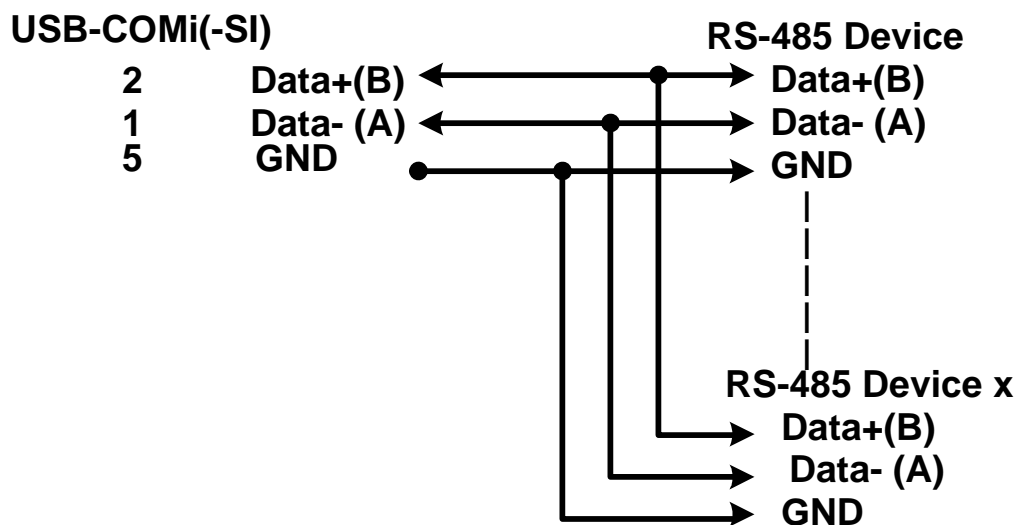 USB-COMi(-SI)
RS-485 Device
2 Data+(B) Data+(B)
1 Data- (A) Data- (A)
5 GND GND
RS-485 Device x
Data+(B)
Data- (A)
GND